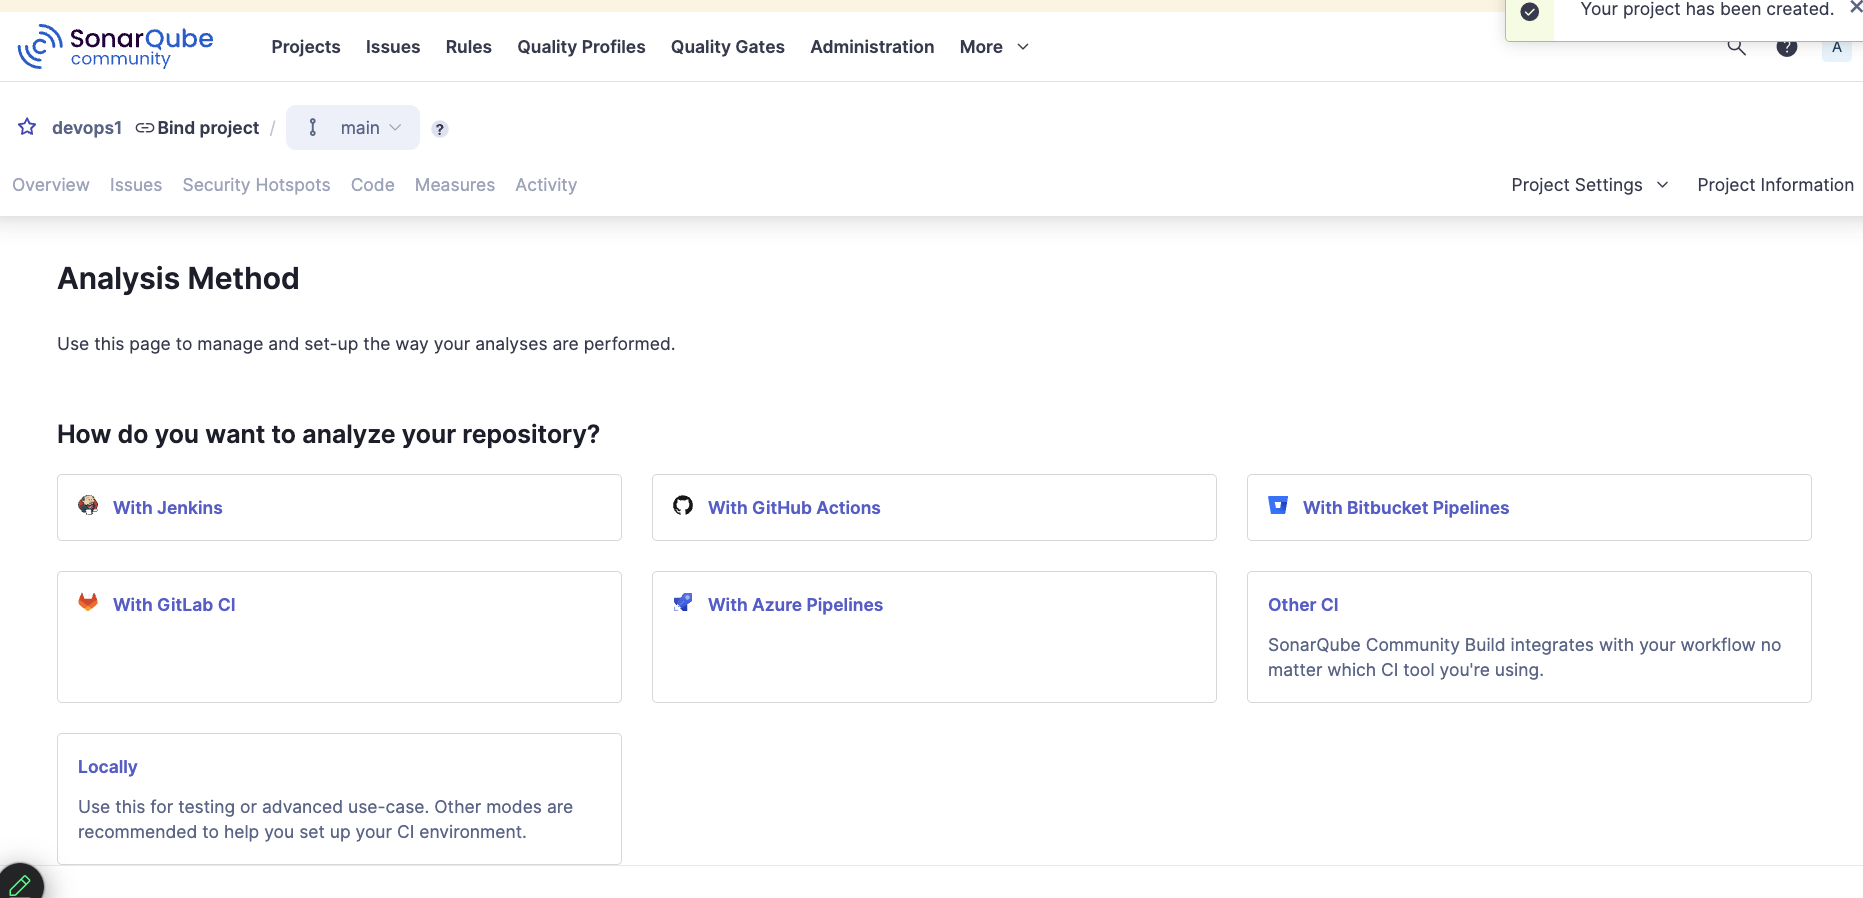 Your project has been created.
SonarQube
community
Projects Issues Rules Quality Profiles Quality Gates Administration More
? A
devops1 Bind project / main ?
Overview Issues Security Hotspots Code Measures Activity Project Settings Project Information
Analysis Method
Use this page to manage and set-up the way your analyses are performed.
How do you want to analyze your repository?
With Jenkins
With GitHub Actions
With Bitbucket Pipelines
With GitLab CI
With Azure Pipelines
Other CI
SonarQube Community Build integrates with your workflow no
matter which CI tool you're using.
Locally
Use this for testing or advanced use-case. Other modes are
recommended to help you set up your CI environment.